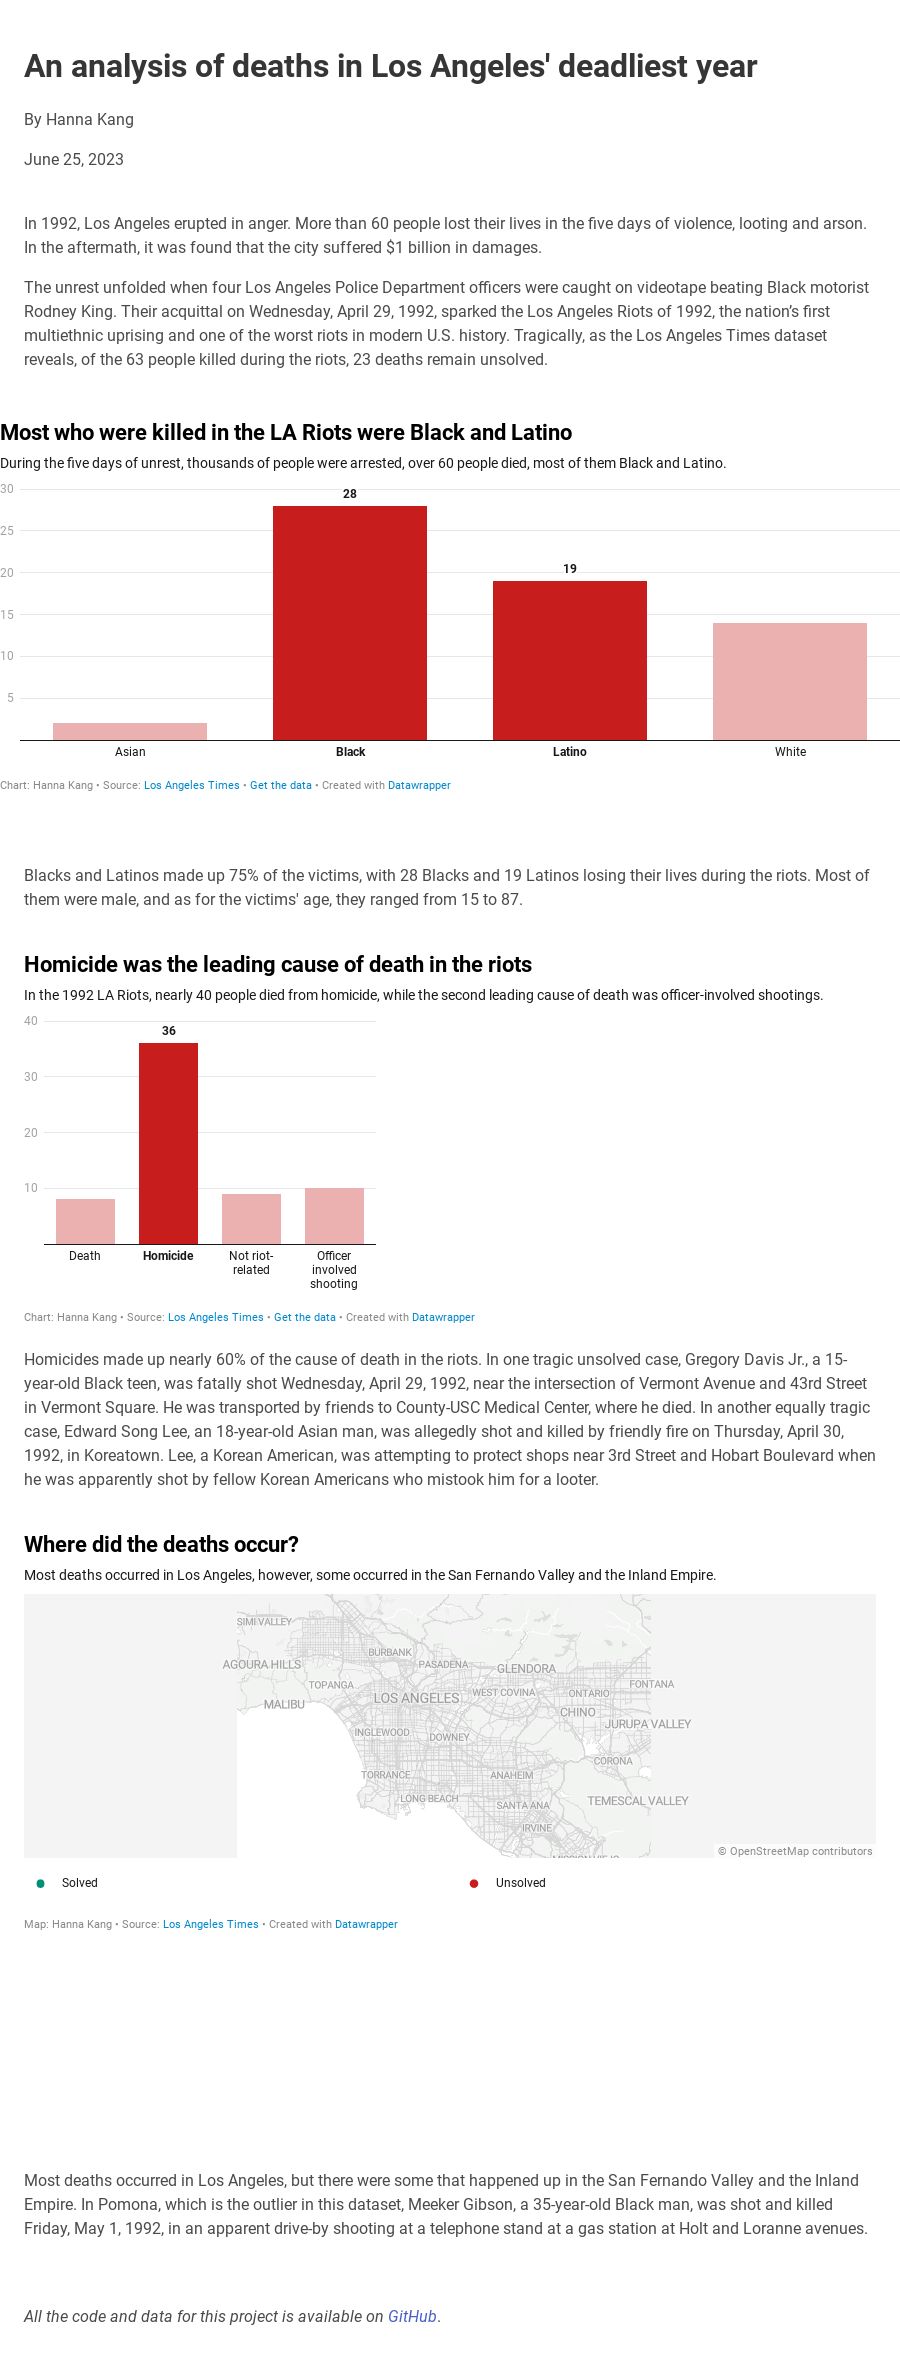 An analysis of deaths in Los Angeles' deadliest year
By Hanna Kang
June 25, 2023
In 1992, Los Angeles erupted in anger. More than 60 people lost their lives in the five days of violence, looting and arson.
In the aftermath, it was found that the city suffered $1 billion in damages.
The unrest unfolded when four Los Angeles Police Department officers were caught on videotape beating Black motorist
Rodney King. Their acquittal on Wednesday, April 29, 1992, sparked the Los Angeles Riots of 1992, the nation’s first
multiethnic uprising and one of the worst riots in modern U.S. history. Tragically, as the Los Angeles Times dataset
reveals, of the 63 people killed during the riots, 23 deaths remain unsolved.
Most who were killed in the LA Riots were Black and Latino
During the five days of unrest, thousands of people were arrested, over 60 people died, most of them Black and Latino.
30
28
25
20
19
15
10
5
Asian Black Latino White
Chart: Hanna Kang • Source: Los Angeles Times • Get the data • Created with Datawrapper
Blacks and Latinos made up 75% of the victims, with 28 Blacks and 19 Latinos losing their lives during the riots. Most of
them were male, and as for the victims' age, they ranged from 15 to 87.
Homicide was the leading cause of death in the riots
In the 1992 LA Riots, nearly 40 people died from homicide, while the second leading cause of death was officer-involved shootings.
40
36
30
20
10
Death Homicide Not riot- Officer
related involved
shooting
Chart: Hanna Kang • Source: Los Angeles Times • Get the data • Created with Datawrapper
Homicides made up nearly 60% of the cause of death in the riots. In one tragic unsolved case, Gregory Davis Jr., a 15-
year-old Black teen, was fatally shot Wednesday, April 29, 1992, near the intersection of Vermont Avenue and 43rd Street
in Vermont Square. He was transported by friends to County-USC Medical Center, where he died. In another equally tragic
case, Edward Song Lee, an 18-year-old Asian man, was allegedly shot and killed by friendly fire on Thursday, April 30,
1992, in Koreatown. Lee, a Korean American, was attempting to protect shops near 3rd Street and Hobart Boulevard when
he was apparently shot by fellow Korean Americans who mistook him for a looter.
Where did the deaths occur?
Most deaths occurred in Los Angeles, however, some occurred in the San Fernando Valley and the Inland Empire.
SIMI VALLEY
BURBANK
AGOURA HILLS PASADENA GLENDORA
TOPANGA FONTANA
MALIBU LOS ANGELES WEST COVINA ONTARIO
CHINO
JURUPA VALLEY
INGLEWOOD DOWNEY
CORONA
TORRANCE ANAHEIM
LONG BEACH SANTA ANA TEMESCAL VALLEY
IRVINE
MISSION VIEJO
© OpenStreetMap contributors
Solved Unsolved
Map: Hanna Kang • Source: Los Angeles Times • Created with Datawrapper
Most deaths occurred in Los Angeles, but there were some that happened up in the San Fernando Valley and the Inland
Empire. In Pomona, which is the outlier in this dataset, Meeker Gibson, a 35-year-old Black man, was shot and killed
Friday, May 1, 1992, in an apparent drive-by shooting at a telephone stand at a gas station at Holt and Loranne avenues.
All the code and data for this project is available on GitHub.